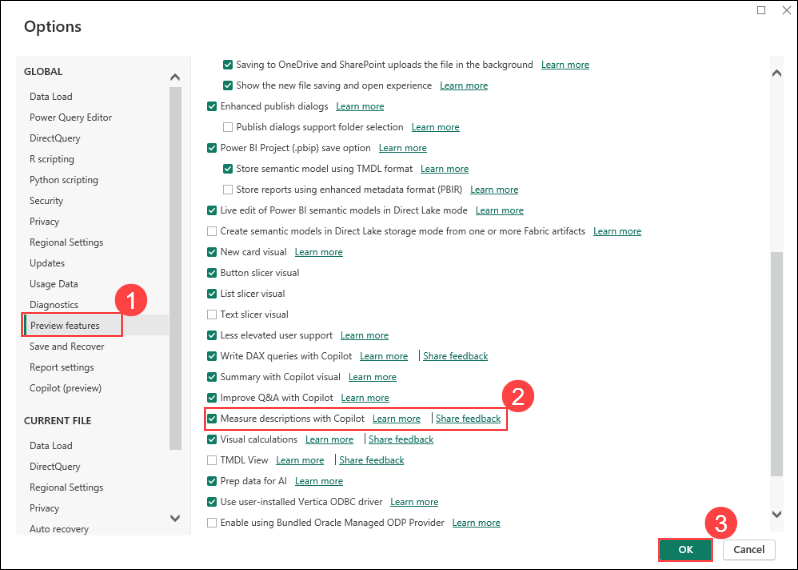 Options
GLOBAL
Data Load
Power Query Editor
DirectQuery
R scripting
Python scripting
Security
Privacy
Regional Settings
Updates
Usage Data
Diagnostics
1
Preview features
Save and Recover
Report settings
Copilot (preview)
CURRENT FILE
Data Load
DirectQuery
Regional Settings
Privacy
Auto recovery
Saving to OneDrive and SharePoint uploads the file in the background Learn more
Show the new file saving and open experience Learn more
Enhanced publish dialogs Learn more
Publish dialogs support folder selection Learn more
Power BI Project (.pbip) save option Learn more
Store semantic model using TMDL format Learn more
Store reports using enhanced metadata format (PBIR) Learn more
Live edit of Power BI semantic models in Direct Lake mode Learn more
Create semantic models in Direct Lake storage mode from one or more Fabric artifacts Learn more
New card visual Learn more
Button slicer visual
List slicer visual
Text slicer visual
Less elevated user support Learn more
Write DAX queries with Copilot Learn more | Share feedback
Summary with Copilot visual Learn more
Improve Q&A with Copilot Learn more
2
Measure descriptions with Copilot Learn more | Share feedback
Visual calculations Learn more | Share feedback
TMDL View Learn more | Share feedback
Prep data for AI Learn more
Use user-installed Vertica ODBC driver Learn more
Enable using Bundled Oracle Managed ODP Provider Learn more
3
OK Cancel